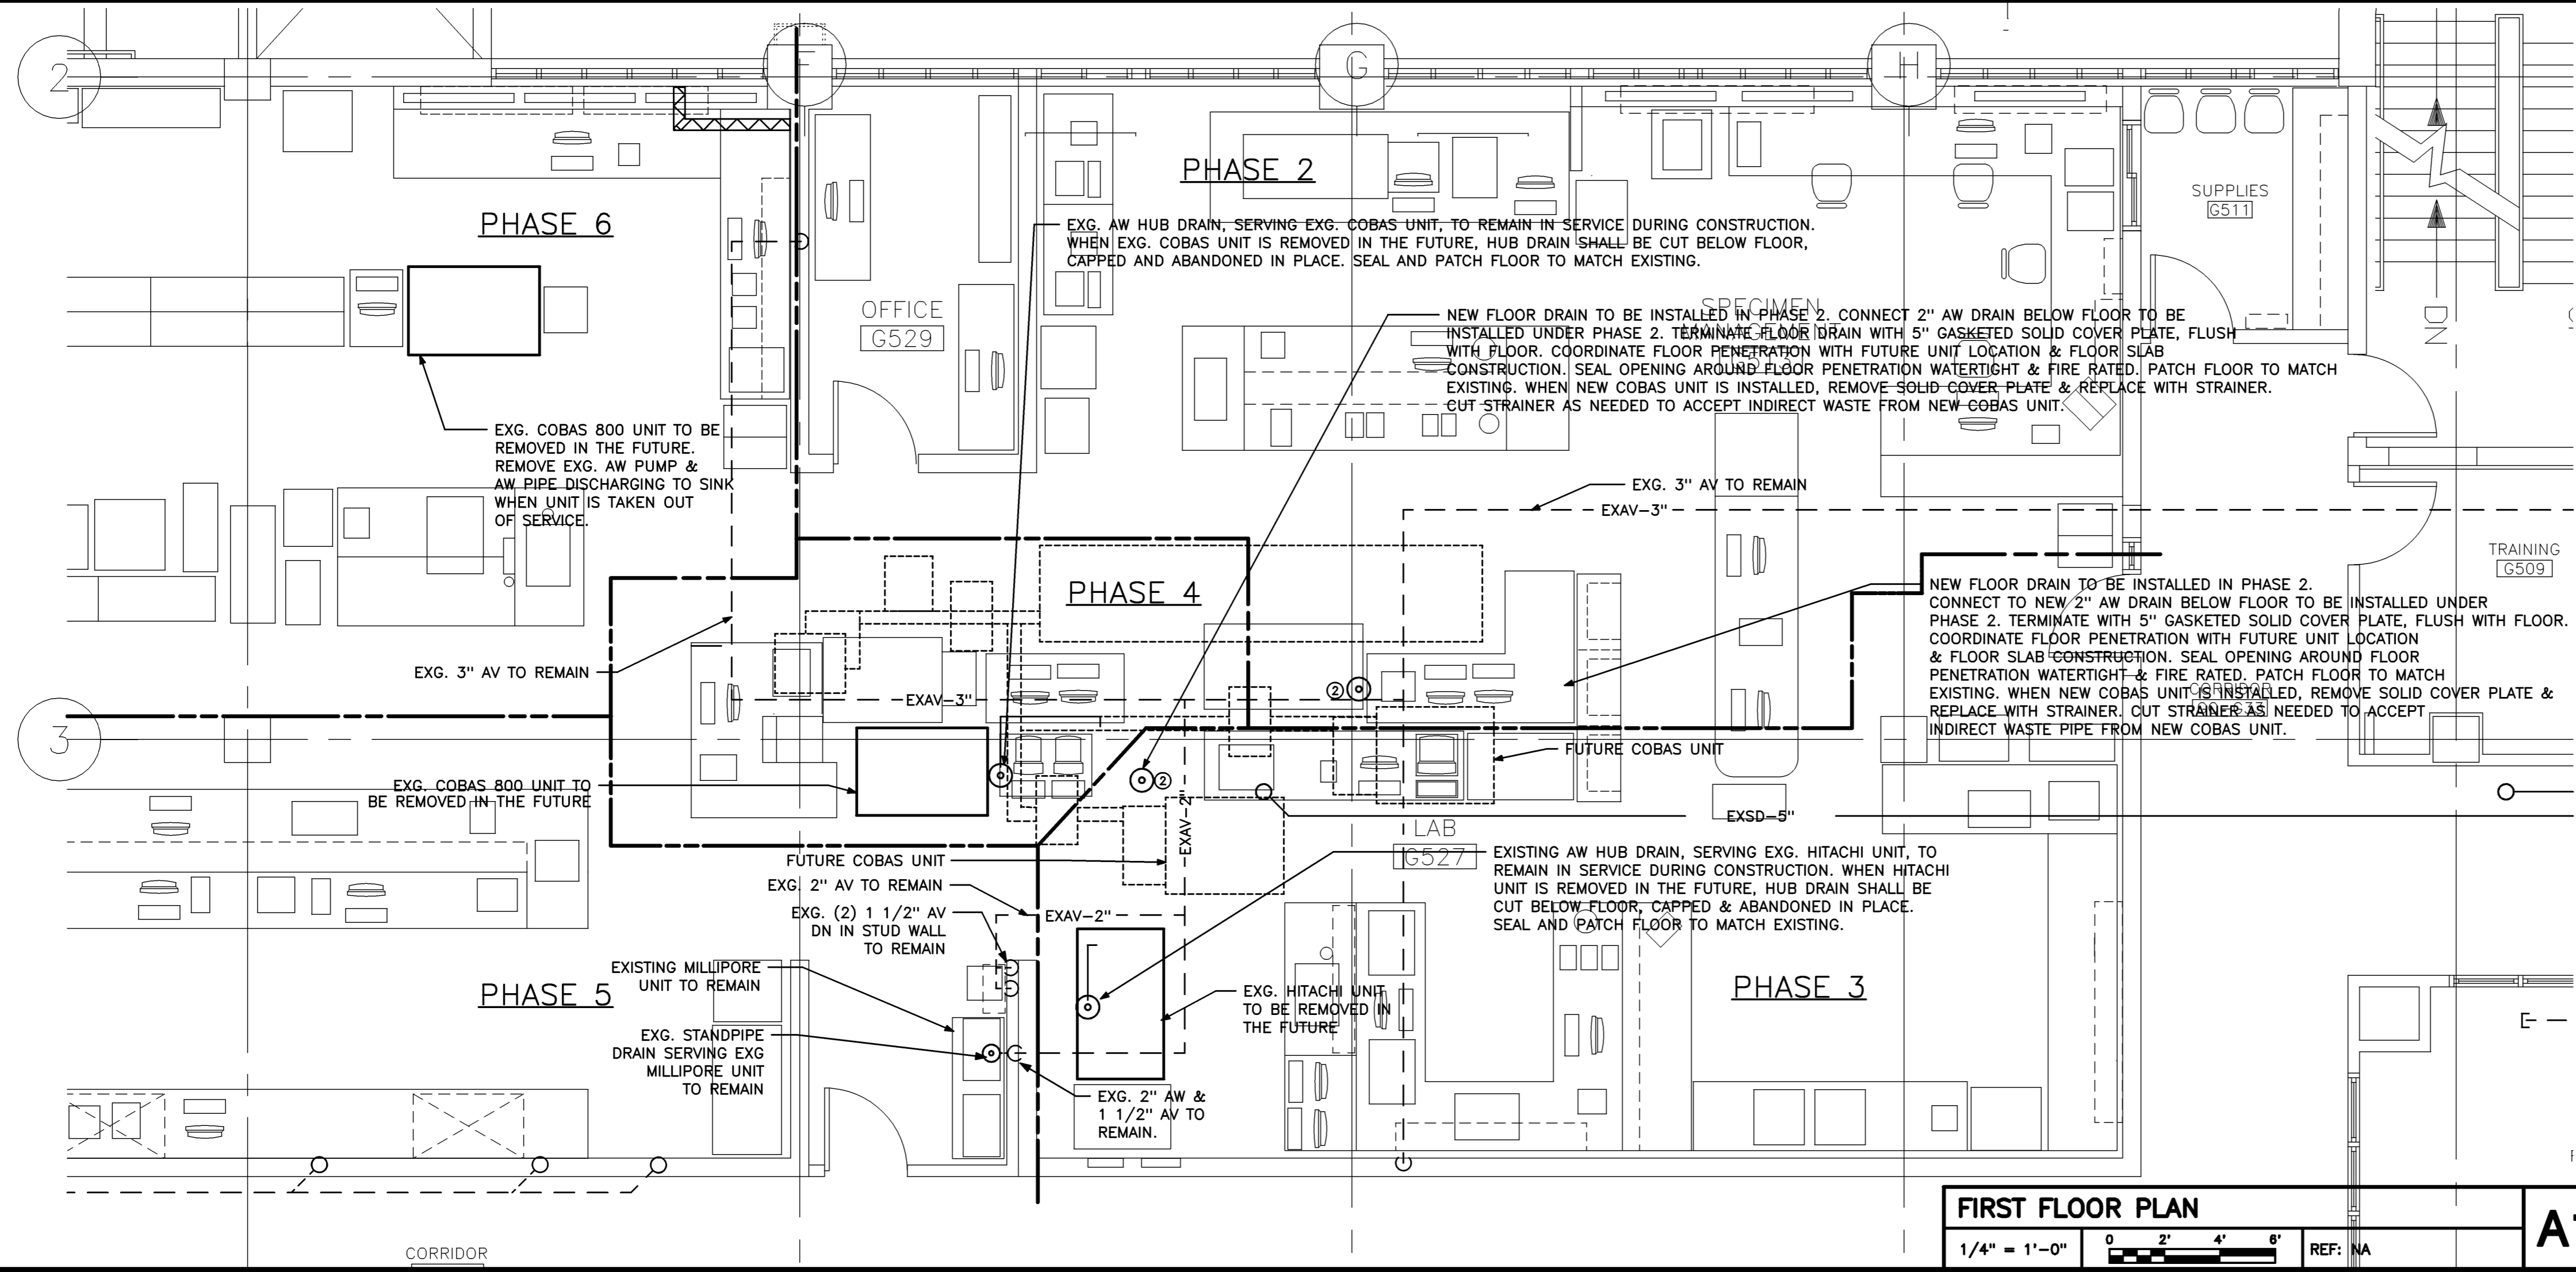 2
F
G
H
PHASE 2
PHASE 6
SUPPLIES
G511
EXG. AW HUB DRAIN, SERVING EXG. COBAS UNIT, TO REMAIN IN SERVICE DURING CONSTRUCTION.
WHEN EXG. COBAS UNIT IS REMOVED IN THE FUTURE, HUB DRAIN SHALL BE CUT BELOW FLOOR,
CAPPED AND ABANDONED IN PLACE. SEAL AND PATCH FLOOR TO MATCH EXISTING.
OFFICE
G529
SPECIMEN
MANAGEMENT
G513
NEW FLOOR DRAIN TO BE INSTALLED IN PHASE 2. CONNECT 2" AW DRAIN BELOW FLOOR TO BE
INSTALLED UNDER PHASE 2. TERMINATE FLOOR DRAIN WITH 5" GASKETED SOLID COVER PLATE, FLUSH
WITH FLOOR. COORDINATE FLOOR PENETRATION WITH FUTURE UNIT LOCATION & FLOOR SLAB
CONSTRUCTION. SEAL OPENING AROUND FLOOR PENETRATION WATERTIGHT & FIRE RATED. PATCH FLOOR TO MATCH
EXISTING. WHEN NEW COBAS UNIT IS INSTALLED, REMOVE SOLID COVER PLATE & REPLACE WITH STRAINER.
CUT STRAINER AS NEEDED TO ACCEPT INDIRECT WASTE FROM NEW COBAS UNIT.
DN
EXG. COBAS 800 UNIT TO BE
REMOVED IN THE FUTURE.
REMOVE EXG. AW PUMP &
AW PIPE DISCHARGING TO SINK
WHEN UNIT IS TAKEN OUT
OF SERVICE.
EXG. 3" AV TO REMAIN
EXAV-3"
TRAINING
G509
PHASE 4
NEW FLOOR DRAIN TO BE INSTALLED IN PHASE 2.
CONNECT TO NEW 2" AW DRAIN BELOW FLOOR TO BE INSTALLED UNDER
PHASE 2. TERMINATE WITH 5" GASKETED SOLID COVER PLATE, FLUSH WITH FLOOR.
COORDINATE FLOOR PENETRATION WITH FUTURE UNIT LOCATION
& FLOOR SLAB CONSTRUCTION. SEAL OPENING AROUND FLOOR
PENETRATION WATERTIGHT & FIRE RATED. PATCH FLOOR TO MATCH
EXISTING. WHEN NEW COBAS UNIT IS INSTALLED, REMOVE SOLID COVER PLATE &
REPLACE WITH STRAINER. CUT STRAINER AS NEEDED TO ACCEPT
INDIRECT WASTE PIPE FROM NEW COBAS UNIT.
CORRIDOR
EXG. 3" AV TO REMAIN
EXAV-3"
2
3
FUTURE COBAS UNIT
2
EXG. COBAS 800 UNIT TO
BE REMOVED IN THE FUTURE
EXAV-2"
EXSD-5"
LAB
G527
FUTURE COBAS UNIT
EXG. 2" AV TO REMAIN
EXAV-2"
EXG. (2) 1 1/2" AV
DN IN STUD WALL
TO REMAIN
EXISTING AW HUB DRAIN, SERVING EXG. HITACHI UNIT, TO
REMAIN IN SERVICE DURING CONSTRUCTION. WHEN HITACHI
UNIT IS REMOVED IN THE FUTURE, HUB DRAIN SHALL BE
CUT BELOW FLOOR, CAPPED & ABANDONED IN PLACE.
SEAL AND PATCH FLOOR TO MATCH EXISTING.
EXISTING MILLIPORE
UNIT TO REMAIN
PHASE 5
EXG. HITACHI UNIT
TO BE REMOVED IN
THE FUTURE
PHASE 3
EXG. STANDPIPE
DRAIN SERVING EXG
MILLIPORE UNIT
TO REMAIN
EXG. 2" AW &
1 1/2" AV TO
REMAIN.
CORRIDOR
FIRST FLOOR PLAN
1/4" = 1'-0"
0 2' 4' 6'
REF: NA